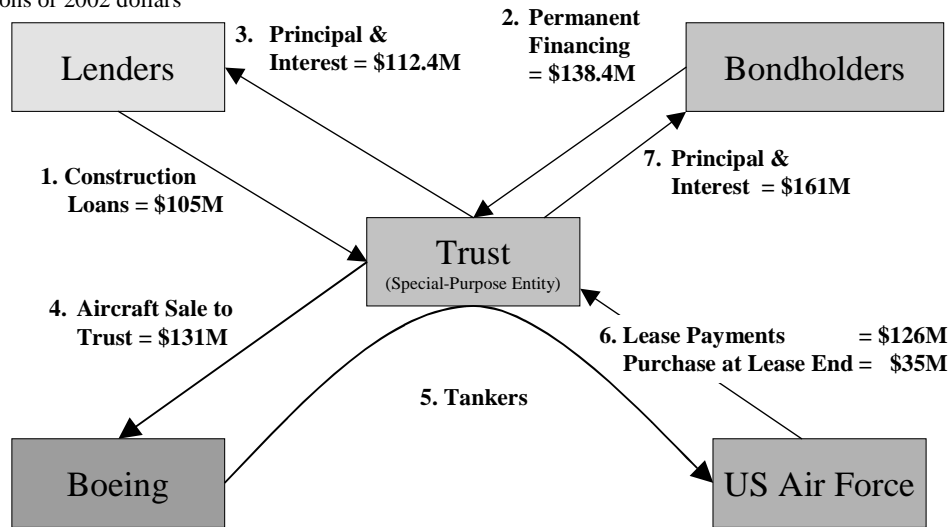 ons of 2002 dollars
Lenders
3. Principal &
Interest = $112.4M
2. Permanent
Financing
= $138.4M
Bondholders
1. Construction
Loans = $105M
7. Principal &
Interest = $161M
Trust
(Special-Purpose Entity)
4. Aircraft Sale to
Trust = $131M
6. Lease Payments = $126M
Purchase at Lease End = $35M
5. Tankers
Boeing
US Air Force